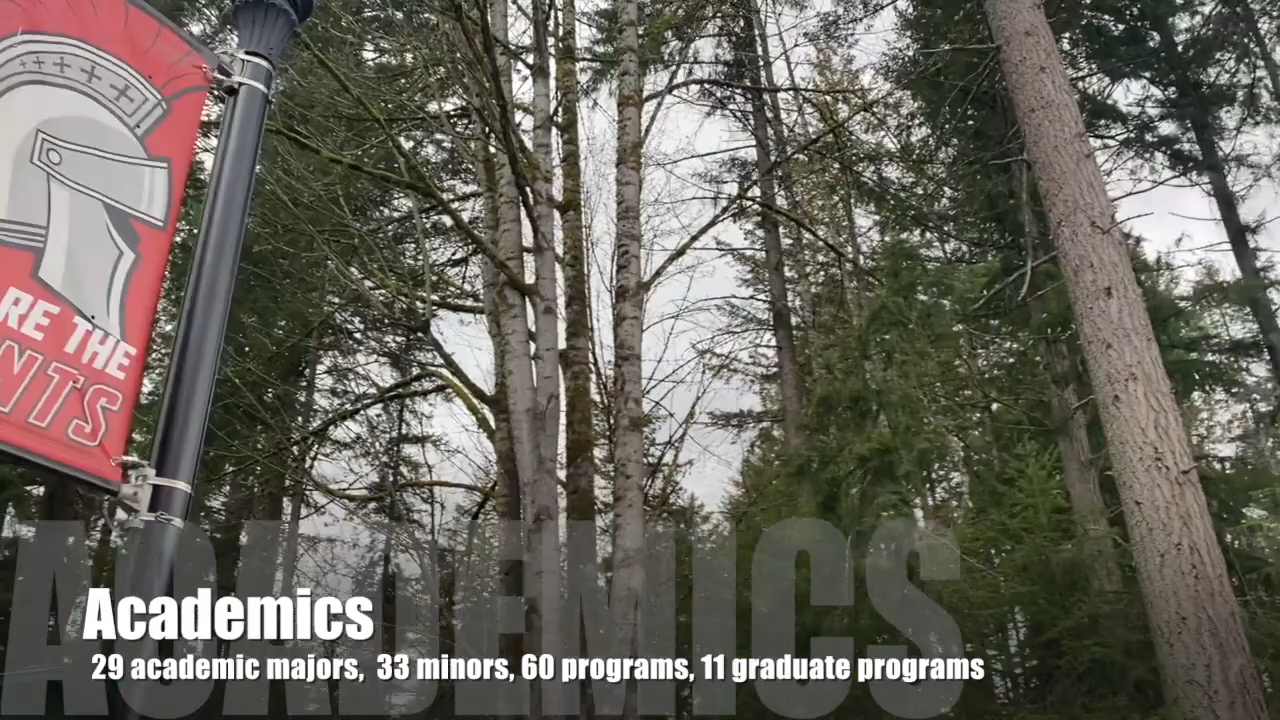 RE THE
NTS
ACADEMICS
Academics
29 academic majors,  33 minors, 60 programs, 11 graduate programs